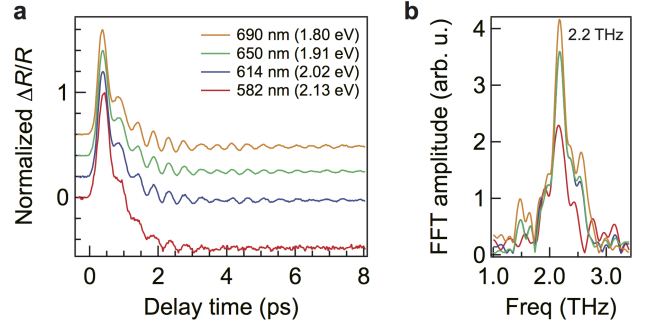 a
690 nm (1.80 eV)
650 nm (1.91 eV)
614 nm (2.02 eV)
582 nm (2.13 eV)
Normalized ΔR/R
1
0
0
2
4
6
8
Delay time (ps)
b
2.2 THz
FFT amplitude (arb. u.)
4
3
2
1
0
1.0
2.0
3.0
Freq (THz)